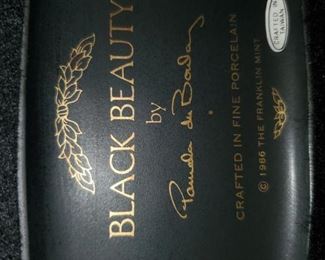 BLACK BEAUTY
by
Pamela du Boulay
CRAFTED IN FINE PORCELAIN
© 1986 THE FRANKLIN MINT
CRAFTED IN
TAIWAN